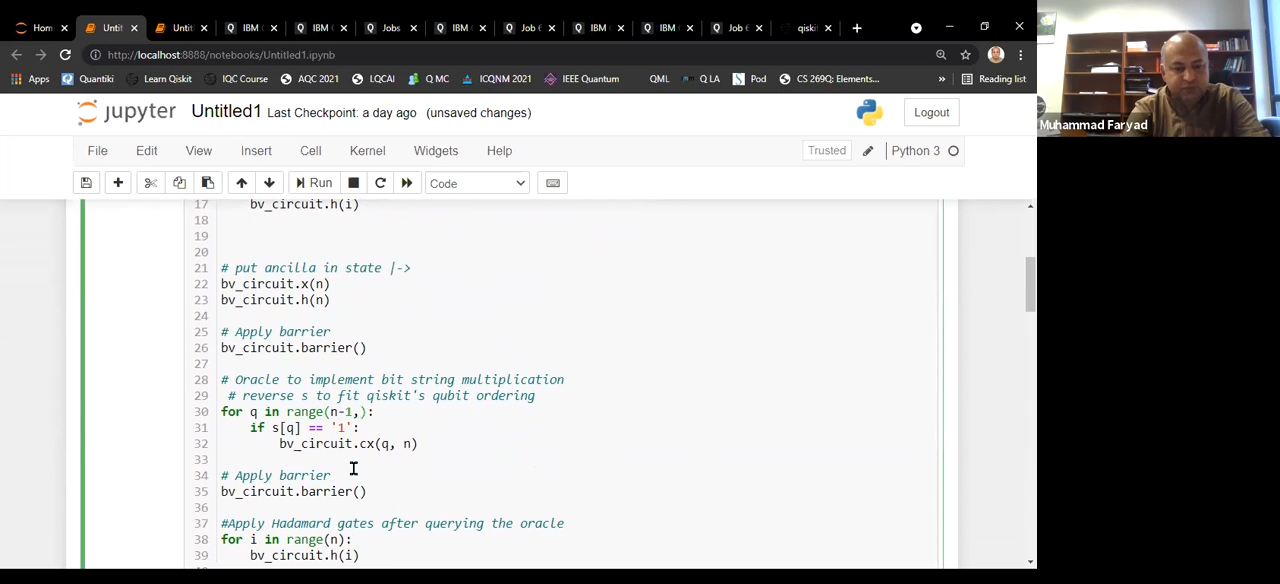 Hom
Unti
Unti
IBM
IBM
Jobs
IBM
Job
IBM
IBM
Job
qiskit
http://localhost:8888/notebooks/Untitled1.ipynb
Apps Quantiki Learn Qiskit IQC Course AQC 2021 LQCAI Q MC ICQNM 2021 IEEE Quantum QML Q LA Pod CS 269Q: Elements... » Reading list
jupyter Untitled1 Last Checkpoint: a day ago (unsaved changes)
Logout
File Edit View Insert Cell Kernel Widgets Help
Trusted Python 3
Run Code
17 bv_circuit.h(i)
18
19
20
21 # put ancilla in state |->
22 bv_circuit.x(n)
23 bv_circuit.h(n)
24
25 # Apply barrier
26 bv_circuit.barrier()
27
28 # Oracle to implement bit string multiplication
29 # reverse s to fit qiskit's qubit ordering
30 for q in range(n-1,):
31 if s[q] == '1':
32 bv_circuit.cx(q, n)
33
34 # Apply barrier
35 bv_circuit.barrier()
36
37 #Apply Hadamard gates after querying the oracle
38 for i in range(n):
39 bv_circuit.h(i)
Muhammad Faryad